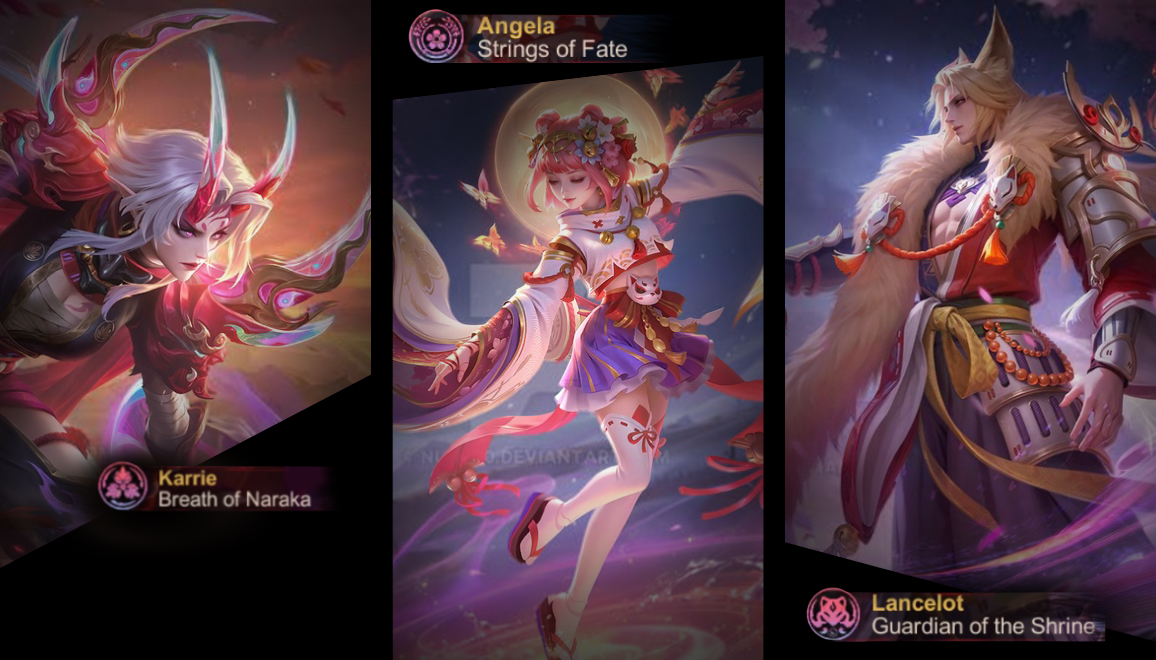 Angela
Strings of Fate
Karrie
Breath of Naraka
Lancelot
Guardian of the Shrine